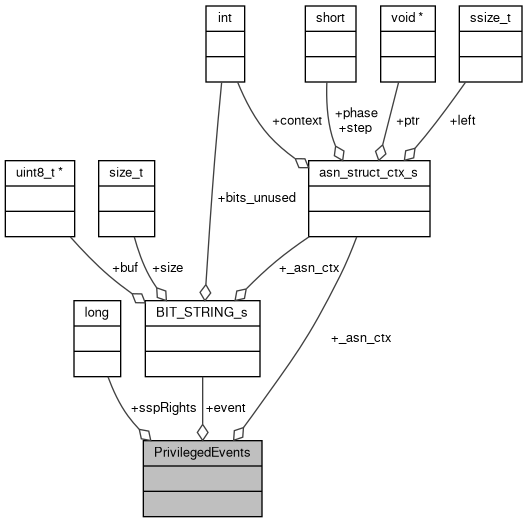 int
short
void *
ssize_t
+context
+phase
+step
+ptr
+left
uint8_t *
size_t
asn_struct_ctx_s
+bits_unused
+buf
+size
+_asn_ctx
long
BIT_STRING_s
+_asn_ctx
+sspRights
+event
PrivilegedEvents